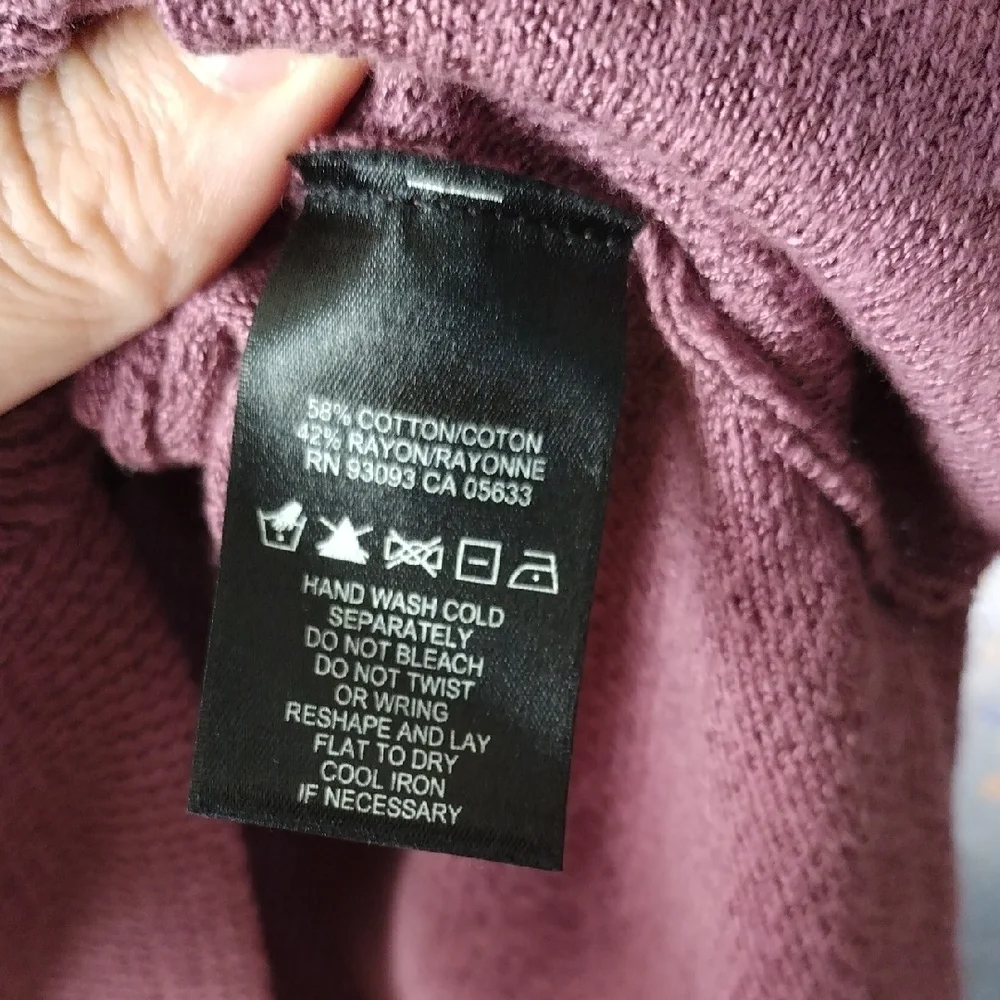 58% COTTON/COTON
42% RAYON/RAYONNE
RN 93093 CA 05633
HAND WASH COLD
SEPARATELY
DO NOT BLEACH
DO NOT TWIST
OR WRING
RESHAPE AND LAY
FLAT TO DRY
COOL IRON
IF NECESSARY